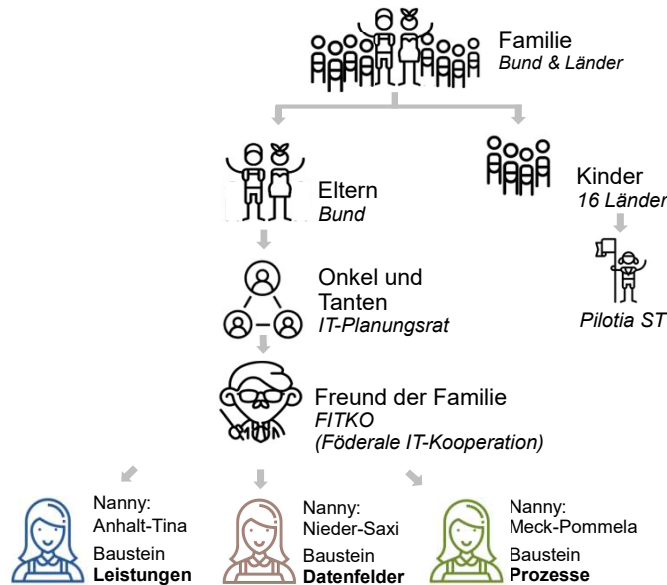 Familie
Bund & Länder
Eltern
Bund
Kinder
16 Länder
Onkel und
Tanten
IT-Planungsrat
Pilotia ST
Freund der Familie
FITKO
(Föderale IT-Kooperation)
Nanny:
Anhalt-Tina
Baustein
Leistungen
Nanny:
Nieder-Saxi
Baustein
Datenfelder
Nanny:
Meck-Pommela
Baustein
Prozesse